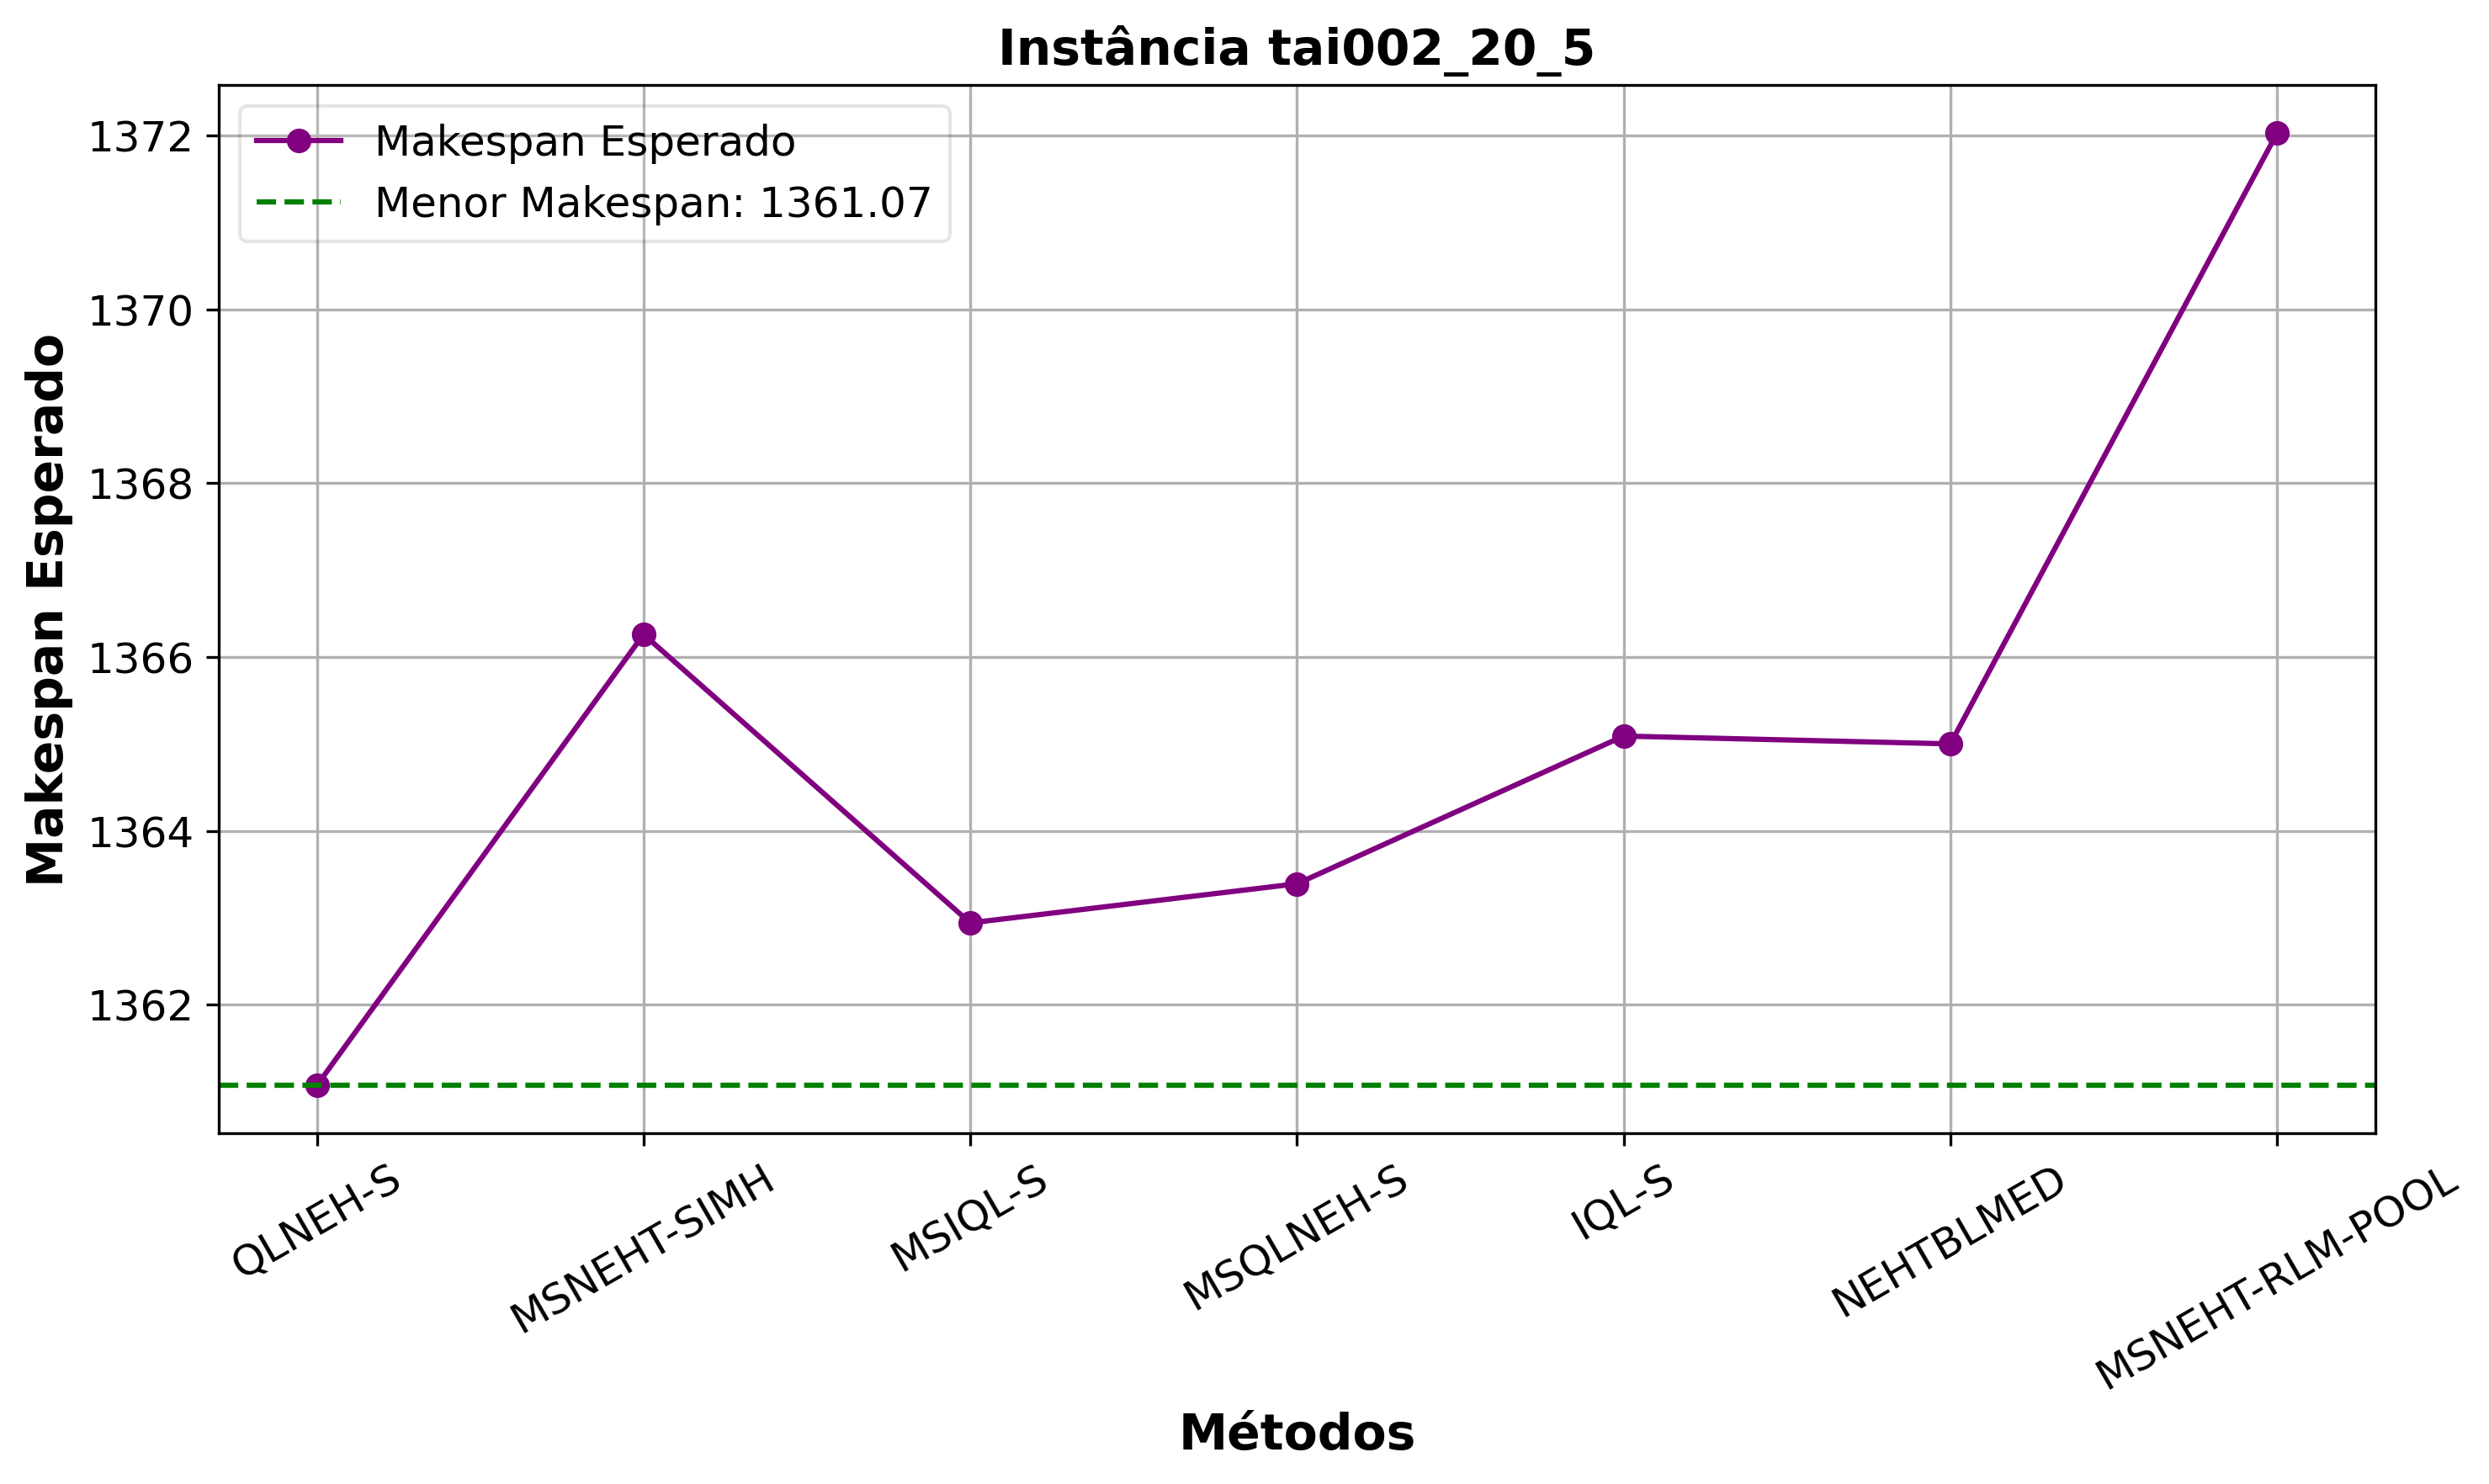 Instância tai002_20_5
Makespan Esperado
Menor Makespan: 1361.07
Makespan Esperado
1372
1370
1368
1366
1364
1362
QLNEH-S
MSNEHT-SIMH
MSIQL-S
MSQLNEH-S
IQL-S
NEHTBLMED
MSNEHT-RLM-POOL
Métodos